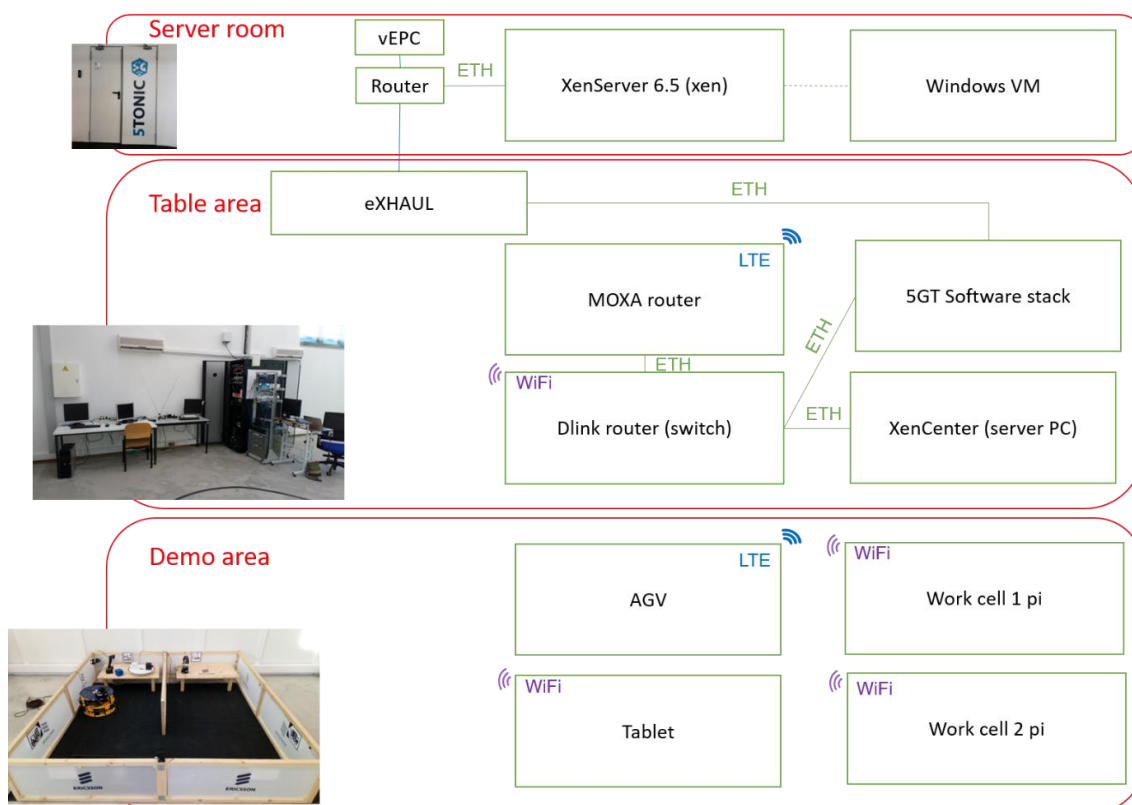 Server room
vEPC
Router
ETH
XenServer 6.5 (xen)
Windows VM
5TONIC
Table area
eXHAUL
ETH
LTE
MOXA router
5GT Software stack
ETH
ETH
WiFi
Dlink router (switch)
ETH
XenCenter (server PC)
Demo area
LTE
AGV
WiFi
Work cell 1 pi
WiFi
Tablet
WiFi
Work cell 2 pi
ERICSSON
ERICSSON